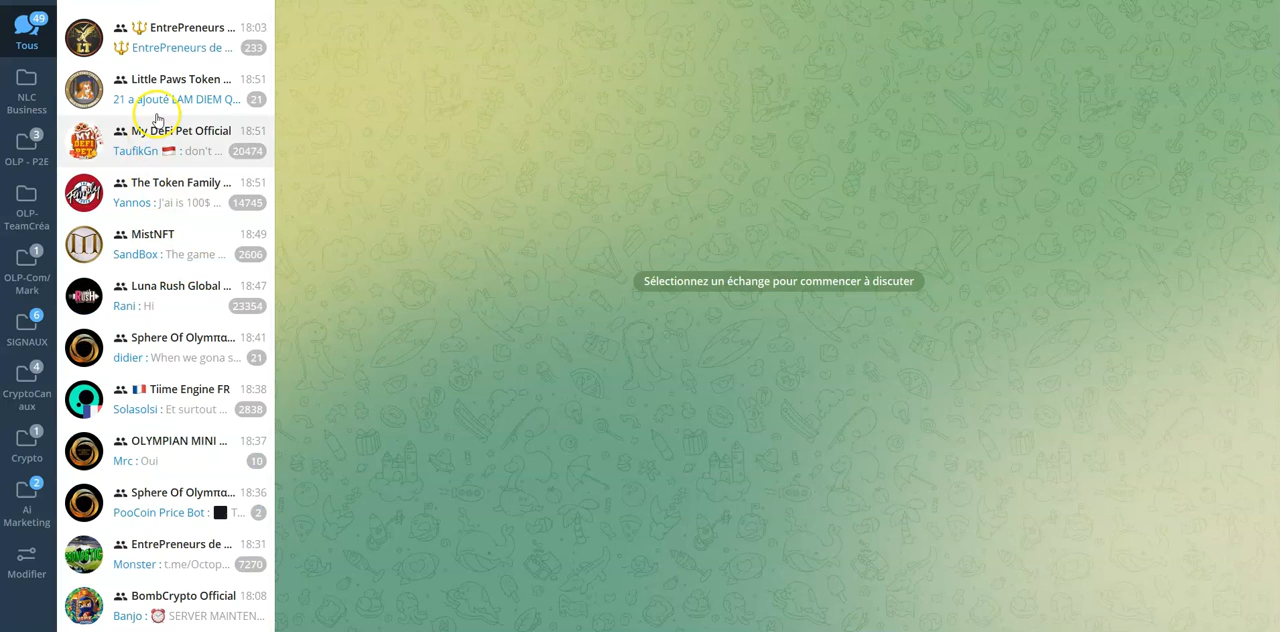 49
Tous
NLC
Business
3
OLP - P2E
OLP-
TeamCréa
1
OLP-Com/
Mark
6
SIGNAUX
4
CryptoCan
aux
1
Crypto
2
Ai
Marketing
Modifier
🔱 EntrePreneurs ... 18:03
🔱 EntrePreneurs de ... 233
Little Paws Token ... 18:51
21 a ajouté LAM DIEM Q... 21
My DeFi Pet Official 18:51
TaufikGn 🇮🇩 : don't ... 20474
The Token Family ... 18:51
Yannos : J'ai is 100$ ... 14745
MistNFT 18:49
SandBox : The game ... 2606
Luna Rush Global ... 18:47
Rani : Hi 23354
Sphere Of Olympια... 18:41
didier : When we gona s... 21
🇫🇷 Tiime Engine FR 18:38
Solasolsi : Et surtout ... 2838
OLYMPIAN MINI ... 18:37
Mrc : Oui 10
Sphere Of Olympια... 18:36
PooCoin Price Bot : ⬛ T... 2
EntrePreneurs de ... 18:31
Monster : t.me/Octop... 7270
BombCrypto Official 18:08
Banjo : ⏰ SERVER MAINTEN...
Sélectionnez un échange pour commencer à discuter